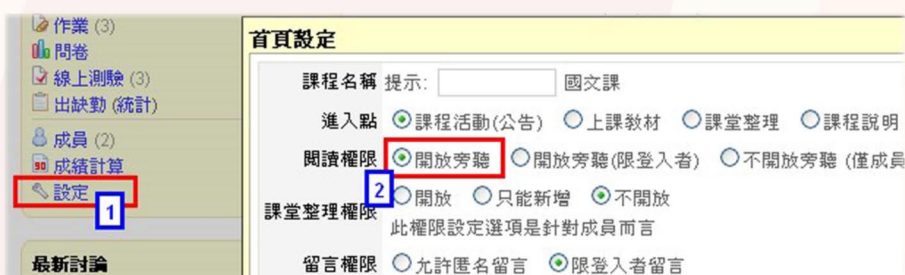 作業 (3)
問卷
線上測驗 (3)
出缺勤 (統計)
成員 (2)
成績計算
設定
1
最新討論
首頁設定
課程名稱 提示: 國文課
進入點 課程活動(公告) 上課教材 課堂整理 課程說明
閱讀權限 開放旁聽 開放旁聽(限登入者) 不開放旁聽 (僅成員
2
課堂整理權限 開放 只能新增 不開放
此權限設定選項是針對成員而言
留言權限 允許匿名留言 限登入者留言